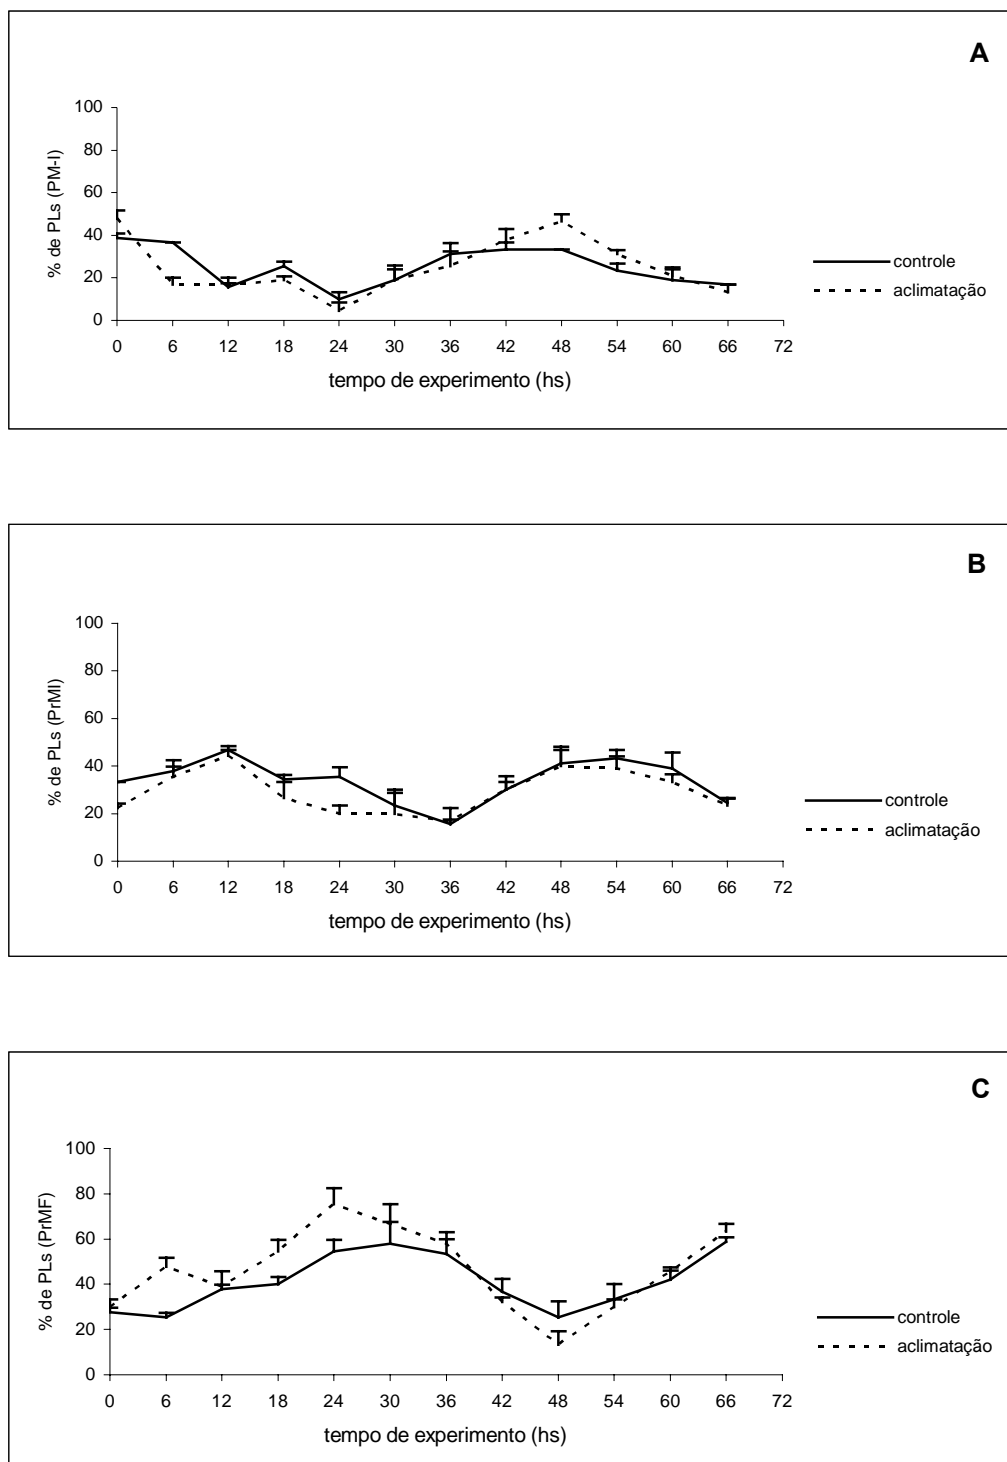 A
% de PLs (PM-I)
100
80
60
40
20
0
0 6 12 18 24 30 36 42 48 54 60 66 72
tempo de experimento (hs)
controle
aclimatação
B
% de PLs (PrMI)
100
80
60
40
20
0
0 6 12 18 24 30 36 42 48 54 60 66 72
tempo de experimento (hs)
controle
aclimatação
C
% de PLs (PrMF)
100
80
60
40
20
0
0 6 12 18 24 30 36 42 48 54 60 66 72
tempo de experimento (hs)
controle
aclimatação